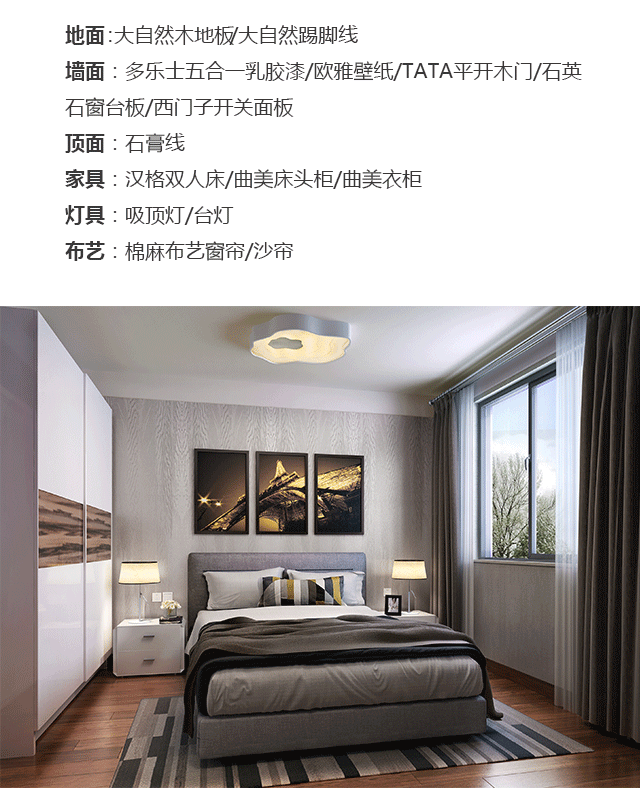 地面:大自然木地板/大自然踢脚线
墙面：多乐士五合一乳胶漆/欧雅壁纸/TATA平开木门/石英
石窗台板/西门子开关面板
顶面：石膏线
家具：汉格双人床/曲美床头柜/曲美衣柜
灯具：吸顶灯/台灯
布艺：棉麻布艺窗帘/沙帘